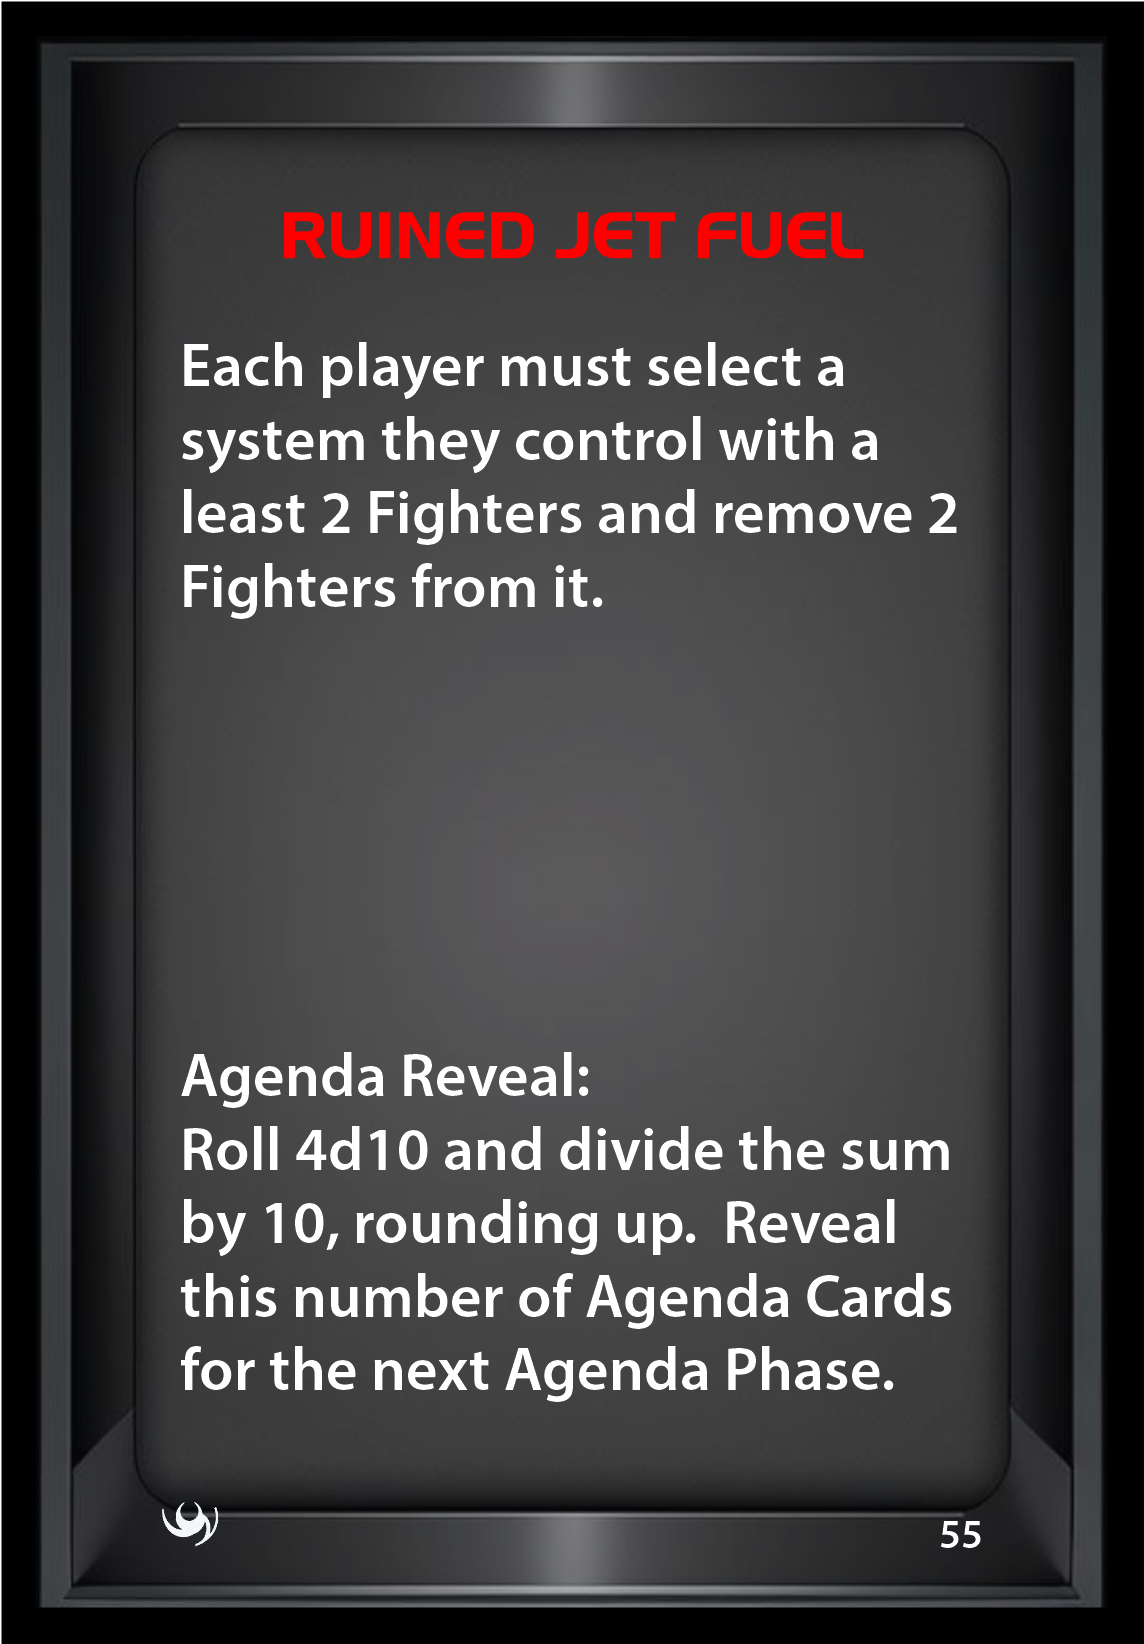 RUINED JET FUEL
Each player must select a
system they control with a
least 2 Fighters and remove 2
Fighters from it.
Agenda Reveal:
Roll 4d10 and divide the sum
by 10, rounding up.  Reveal
this number of Agenda Cards
for the next Agenda Phase.
55